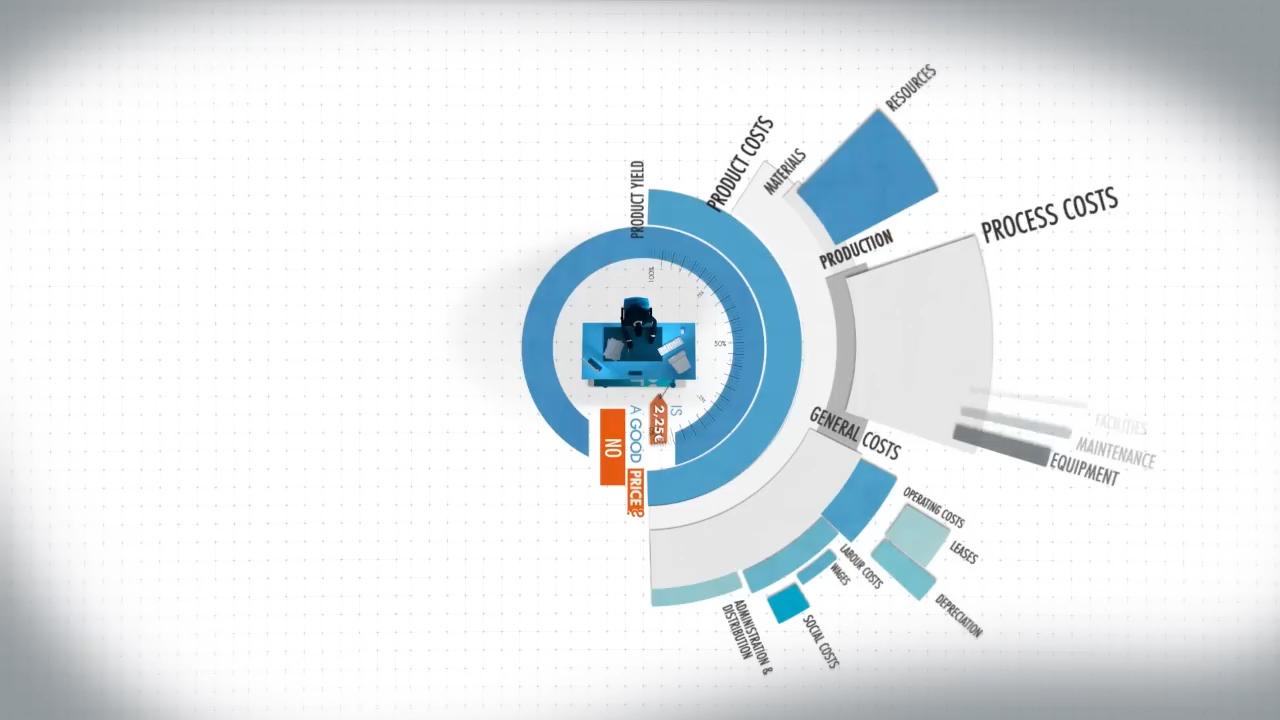 RESOURCES
PRODUCT COSTS
MATERIALS
PRODUCT YIELD
PROCESS COSTS
PRODUCTION
100%
50%
IS
2,25€
A GOOD
PRICE?
NO
GENERAL COSTS
FACILITIES
MAINTENANCE
EQUIPMENT
OPERATING COSTS
LEASES
DEPRECIATION
LABOUR COSTS
WAGES
SOCIAL COSTS
ADMINISTRATION &
DISTRIBUTION